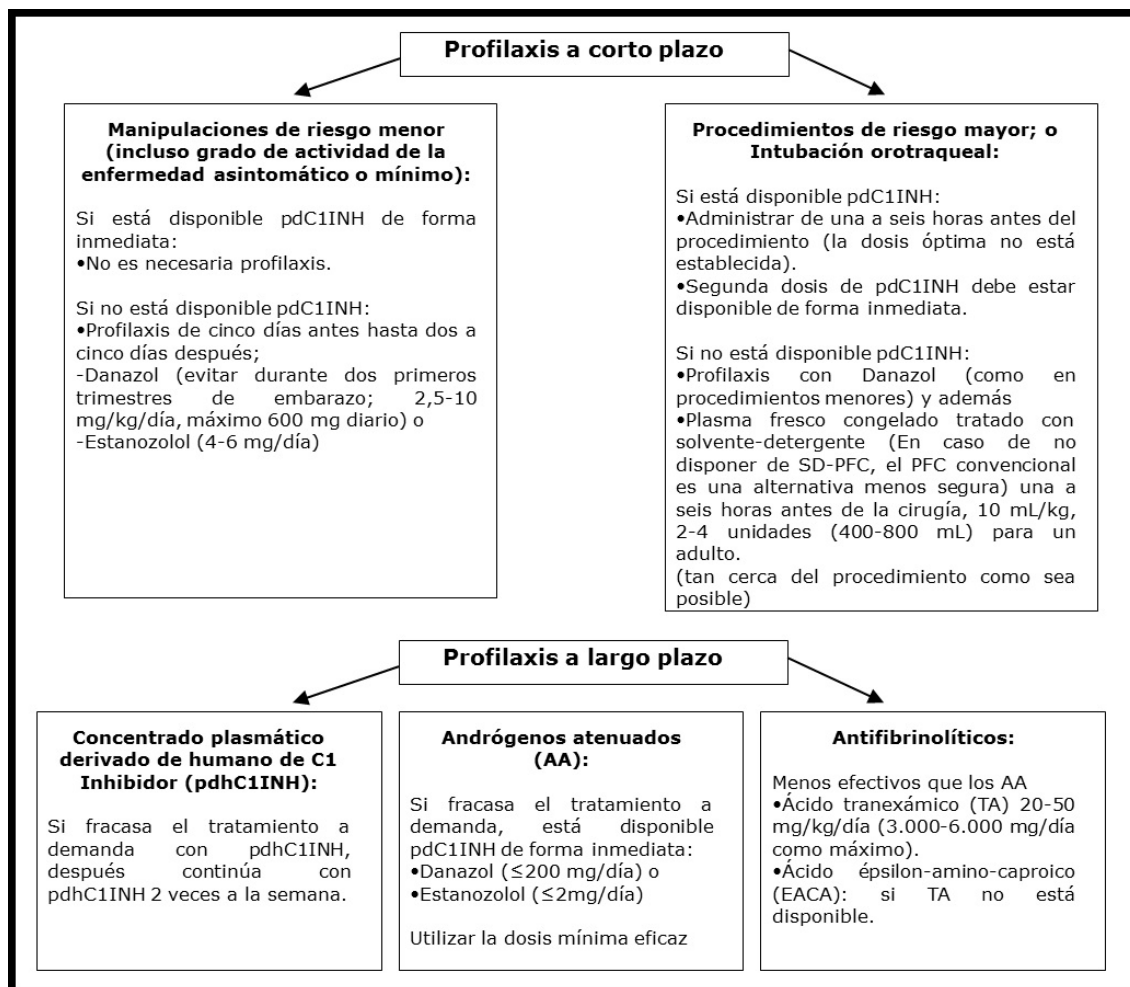 Profilaxis a corto plazo
Manipulaciones de riesgo menor
(incluso grado de actividad de la
enfermedad asintomático o mínimo):
Si está disponible pdC1INH de forma
inmediata:
•No es necesaria profilaxis.
Si no está disponible pdC1INH:
•Profilaxis de cinco días antes hasta dos a
cinco días después;
-Danazol (evitar durante dos primeros
trimestres de embarazo; 2,5-10
mg/kg/día, máximo 600 mg diario) o
-Estanozolol (4-6 mg/día)
Procedimientos de riesgo mayor; o
Intubación orotraqueal:
Si está disponible pdC1INH:
•Administrar de una a seis horas antes del
procedimiento (la dosis óptima no está
establecida).
•Segunda dosis de pdC1INH debe estar
disponible de forma inmediata.
Si no está disponible pdC1INH:
•Profilaxis con Danazol (como en
procedimientos menores) y además
•Plasma fresco congelado tratado con
solvente-detergente (En caso de no
disponer de SD-PFC, el PFC convencional
es una alternativa menos segura) una a
seis horas antes de la cirugía, 10 mL/kg,
2-4 unidades (400-800 mL) para un
adulto.
(tan cerca del procedimiento como sea
posible)
Profilaxis a largo plazo
Concentrado plasmático
derivado de humano de C1
Inhibidor (pdhC1INH):
Si fracasa el tratamiento a
demanda con pdhC1INH,
después continúa con
pdhC1INH 2 veces a la semana.
Andrógenos atenuados
(AA):
Si fracasa el tratamiento a
demanda, está disponible
pdC1INH de forma inmediata:
•Danazol (≤200 mg/día) o
•Estanozolol (≤2mg/día)
Utilizar la dosis mínima eficaz
Antifibrinolíticos:
Menos efectivos que los AA
•Ácido tranexámico (TA) 20-50
mg/kg/día (3.000-6.000 mg/día
como máximo).
•Ácido épsilon-amino-caproico
(EACA): si TA no está
disponible.